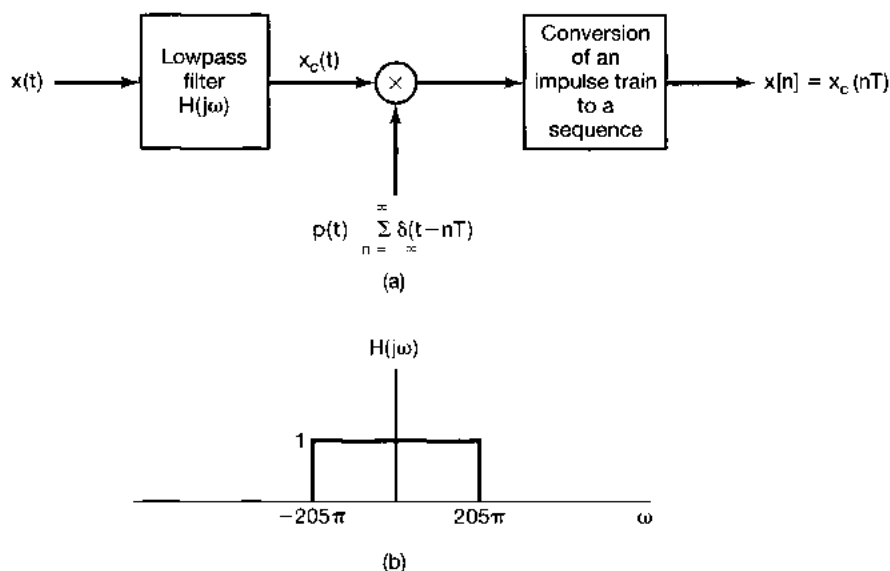 x(t)
Lowpass
filter
H(jω)
x_c(t)
×
Conversion
of an
impulse train
to a
sequence
x[n] = x_c(nT)
∞
p(t) Σ δ(t−nT)
n = ∞
(a)
H(jω)
1
−205π
205π
ω
(b)